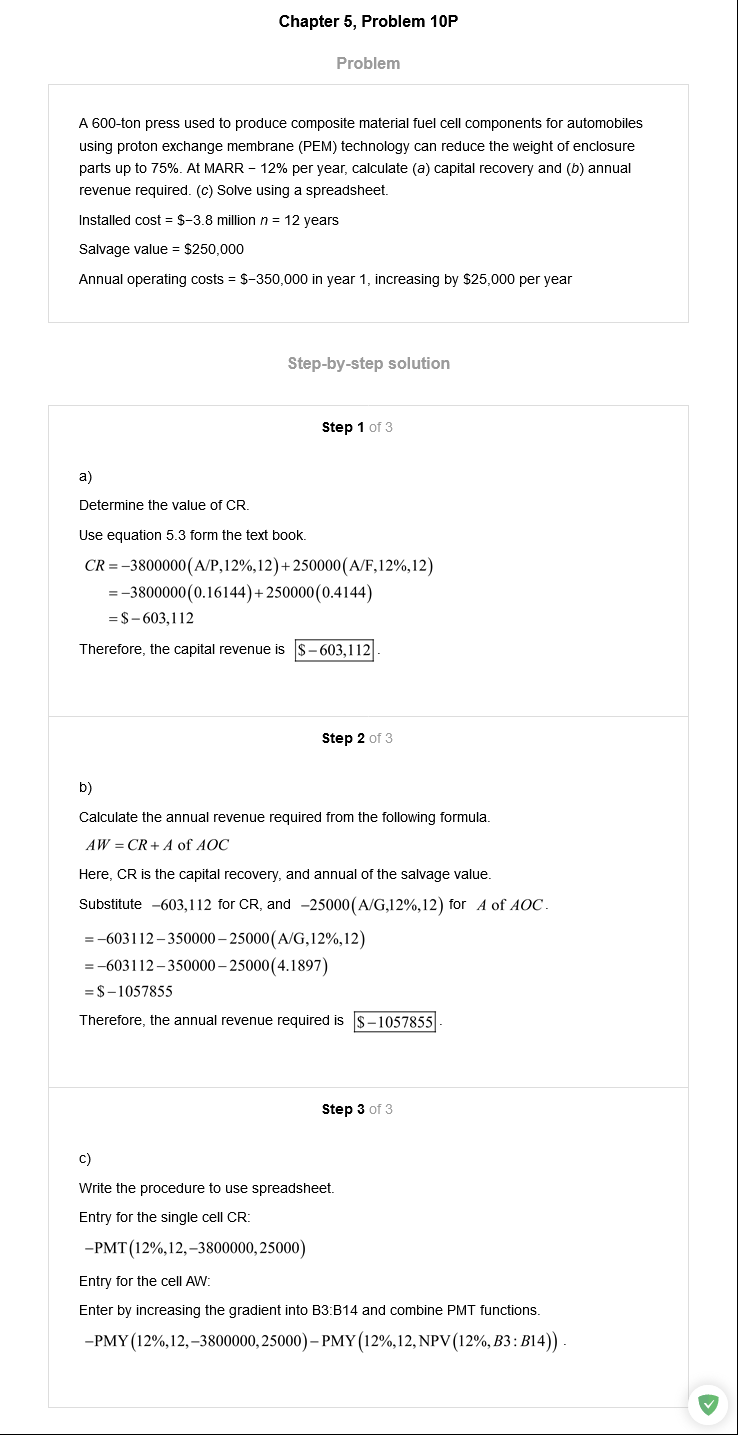 Chapter 5, Problem 10P
Problem
A 600-ton press used to produce composite material fuel cell components for automobiles
using proton exchange membrane (PEM) technology can reduce the weight of enclosure
parts up to 75%. At MARR − 12% per year, calculate (a) capital recovery and (b) annual
revenue required. (c) Solve using a spreadsheet.
Installed cost = $−3.8 million n = 12 years
Salvage value = $250,000
Annual operating costs = $−350,000 in year 1, increasing by $25,000 per year
Step-by-step solution
Step 1 of 3
a)
Determine the value of CR.
Use equation 5.3 form the text book.
CR = −3800000(A/P,12%,12)+250000(A/F,12%,12)
= −3800000(0.16144)+250000(0.4144)
= $−603,112
Therefore, the capital revenue is $−603,112.
Step 2 of 3
b)
Calculate the annual revenue required from the following formula.
AW = CR + A of AOC
Here, CR is the capital recovery, and annual of the salvage value.
Substitute −603,112 for CR, and −25000(A/G,12%,12) for A of AOC.
= −603112−350000−25000(A/G,12%,12)
= −603112−350000−25000(4.1897)
= $−1057855
Therefore, the annual revenue required is $−1057855.
Step 3 of 3
c)
Write the procedure to use spreadsheet.
Entry for the single cell CR:
−PMT(12%,12,−3800000,25000)
Entry for the cell AW:
Enter by increasing the gradient into B3:B14 and combine PMT functions.
−PMY(12%,12,−3800000,25000)−PMY(12%,12,NPV(12%,B3:B14)).